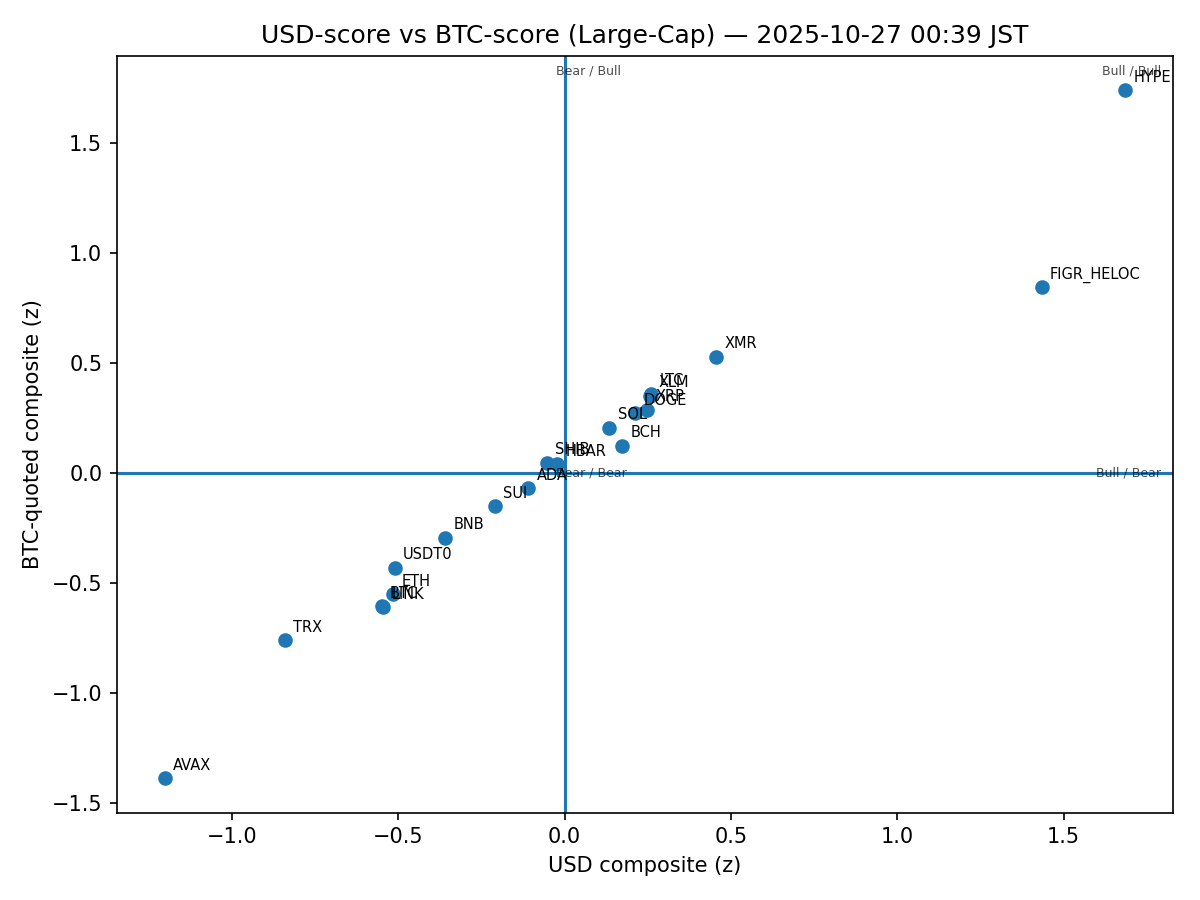 USD-score vs BTC-score (Large-Cap) — 2025-10-27 00:39 JST
Bear / Bull
Bull / Bull
HYPE
1.5
1.0
FIGR_HELOC
XMR
0.5
LTC
XLM
XRP
DOGE
SOL
BCH
SHIB
HBAR
0.0
Bear / Bear
Bull / Bear
ADA
SUI
BNB
USDT0
−0.5
ETH
BTC
LINK
TRX
−1.0
AVAX
−1.5
−1.0
−0.5
0.0
0.5
1.0
1.5
USD composite (z)
BTC-quoted composite (z)